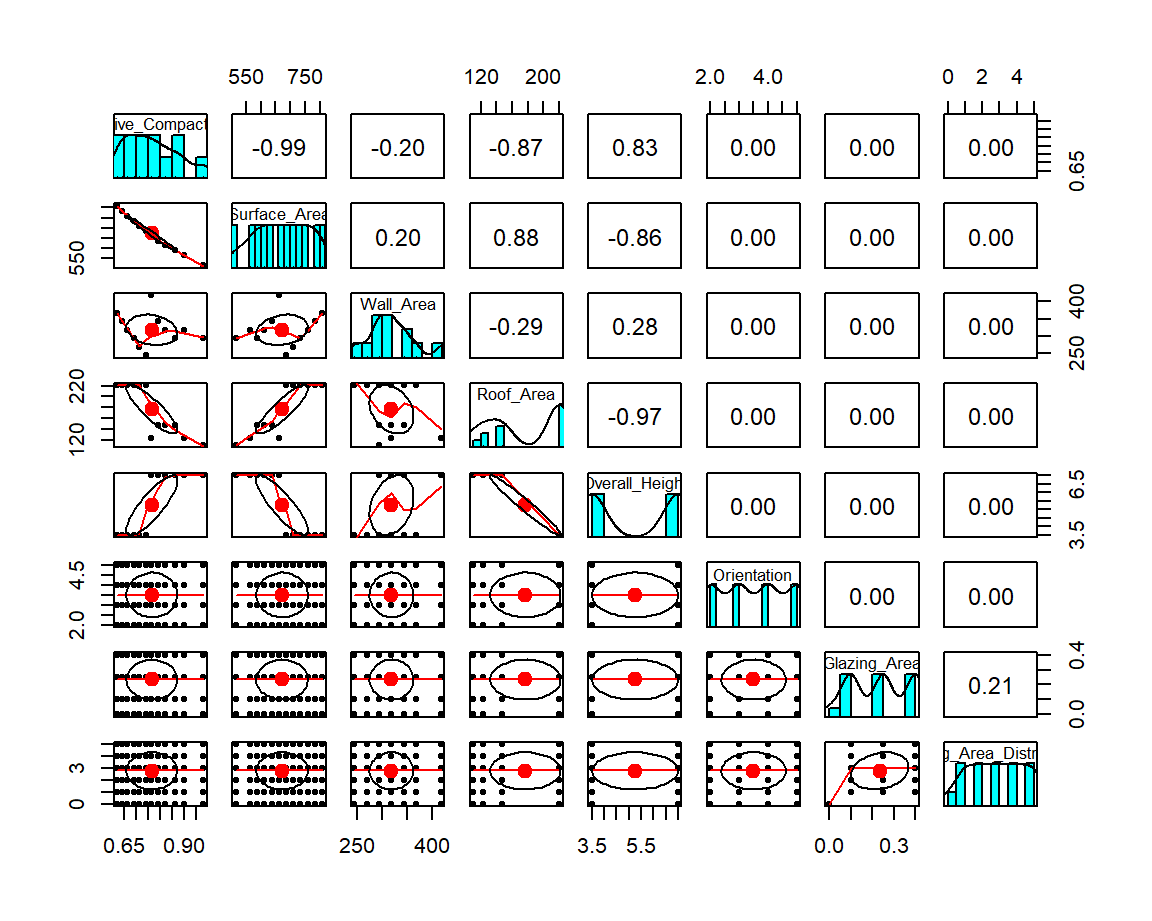 550 750 120 200 2.0 4.0 0 2 4
ive_Compact -0.99 -0.20 -0.87 0.83 0.00 0.00 0.00 0.65
550 Surface_Area 0.20 0.88 -0.86 0.00 0.00 0.00
Wall_Area -0.29 0.28 0.00 0.00 0.00 250 400
120 220 Roof_Area -0.97 0.00 0.00 0.00
Overall_Heigh 0.00 0.00 0.00 3.5 6.5
2.0 4.5 Orientation 0.00 0.00
Glazing_Area 0.21 0.0 0.4
0 3 g_Area_Distr
0.65 0.90 250 400 3.5 5.5 0.0 0.3